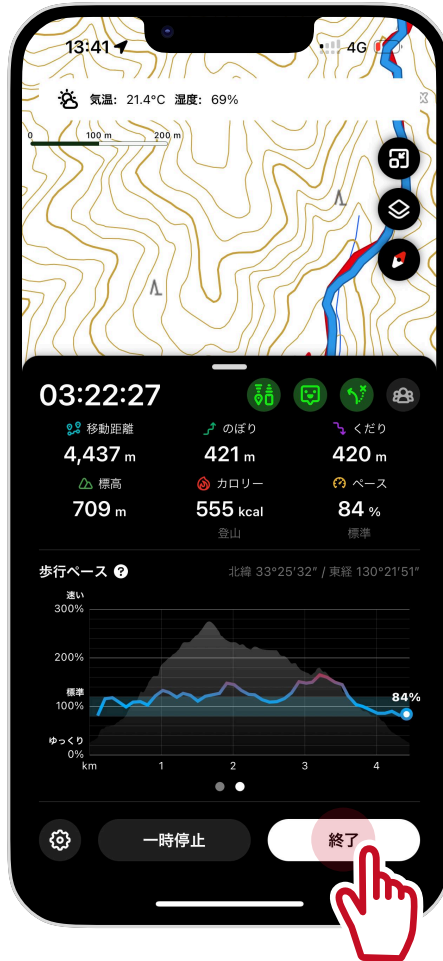 13:41 4G
気温: 21.4°C 湿度: 69%
0 100 m 200 m
03:22:27
移動距離 のぼり くだり
4,437 m 421 m 420 m
標高 カロリー ペース
709 m 555 kcal 84 %
登山 標準
歩行ペース ? 北緯 33°25'32" / 東経 130°21'51"
速い
300%
200%
標準
100%
84%
ゆっくり
0%
km 1 2 3 4
一時停止 終了